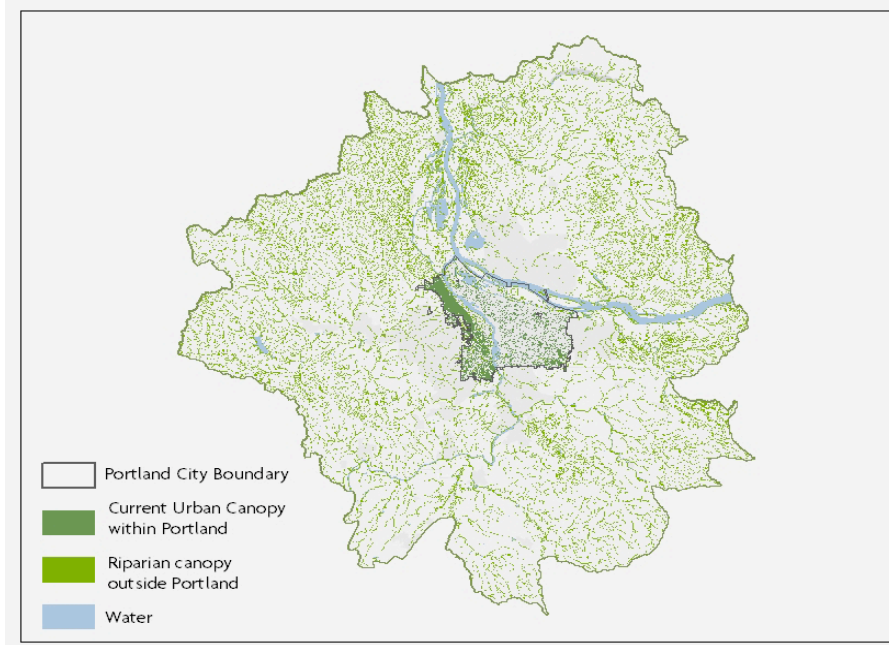 Portland City Boundary
Current Urban Canopy
within Portland
Riparian canopy
outside Portland
Water